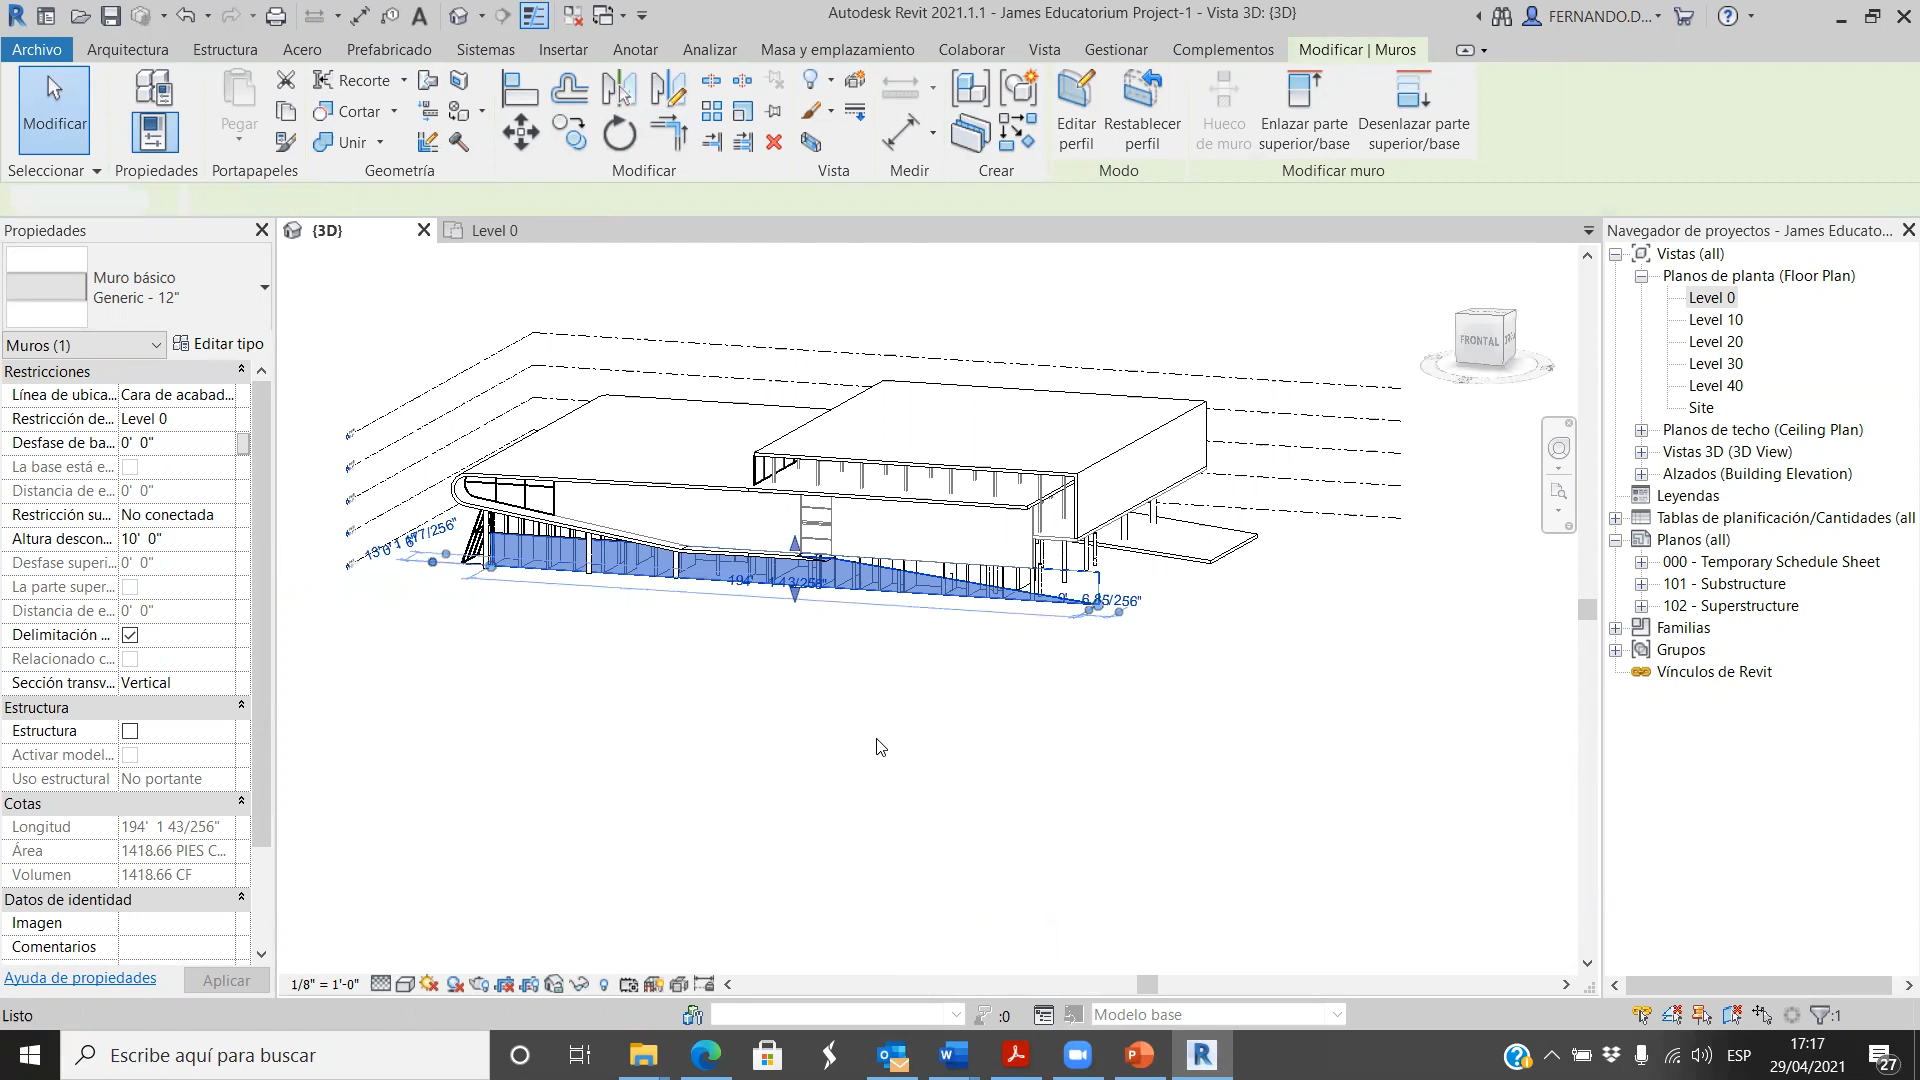 Autodesk Revit 2021.1.1 - James Educatorium Project-1 - Vista 3D: {3D}
FERNANDO.D...
Archivo Arquitectura Estructura Acero Prefabricado Sistemas Insertar Anotar Analizar Masa y emplazamiento Colaborar Vista Gestionar Complementos Modificar | Muros
Modificar
Pegar
Recorte
Cortar
Unir
Editar perfil
Restablecer perfil
Hueco de muro
Enlazar parte superior/base
Desenlazar parte superior/base
Seleccionar Propiedades Portapapeles Geometría Modificar Vista Medir Crear Modo Modificar muro
Propiedades
{3D}
Level 0
Navegador de proyectos - James Educato...
Muro básico
Generic - 12"
Muros (1)
Editar tipo
Restricciones
Línea de ubica... Cara de acabad...
Restricción de... Level 0
Desfase de ba... 0' 0"
La base está e...
Distancia de e... 0' 0"
Restricción su... No conectada
Altura descon... 10' 0"
Desfase superi... 0' 0"
La parte super...
Distancia de e... 0' 0"
Delimitación ...
Relacionado c...
Sección transv... Vertical
Estructura
Estructura
Activar model...
Uso estructural No portante
Cotas
Longitud 194' 1 43/256"
Área 1418.66 PIES C...
Volumen 1418.66 CF
Datos de identidad
Imagen
Comentarios
Ayuda de propiedades
Aplicar
FRONTAL
194' - 1 43/256"
Vistas (all)
Planos de planta (Floor Plan)
Level 0
Level 10
Level 20
Level 30
Level 40
Site
Planos de techo (Ceiling Plan)
Vistas 3D (3D View)
Alzados (Building Elevation)
Leyendas
Tablas de planificación/Cantidades (all
Planos (all)
000 - Temporary Schedule Sheet
101 - Substructure
102 - Superstructure
Familias
Grupos
Vínculos de Revit
1/8" = 1'-0"
Listo
:0
Modelo base
:1
Escribe aquí para buscar
ESP
17:17
29/04/2021
27